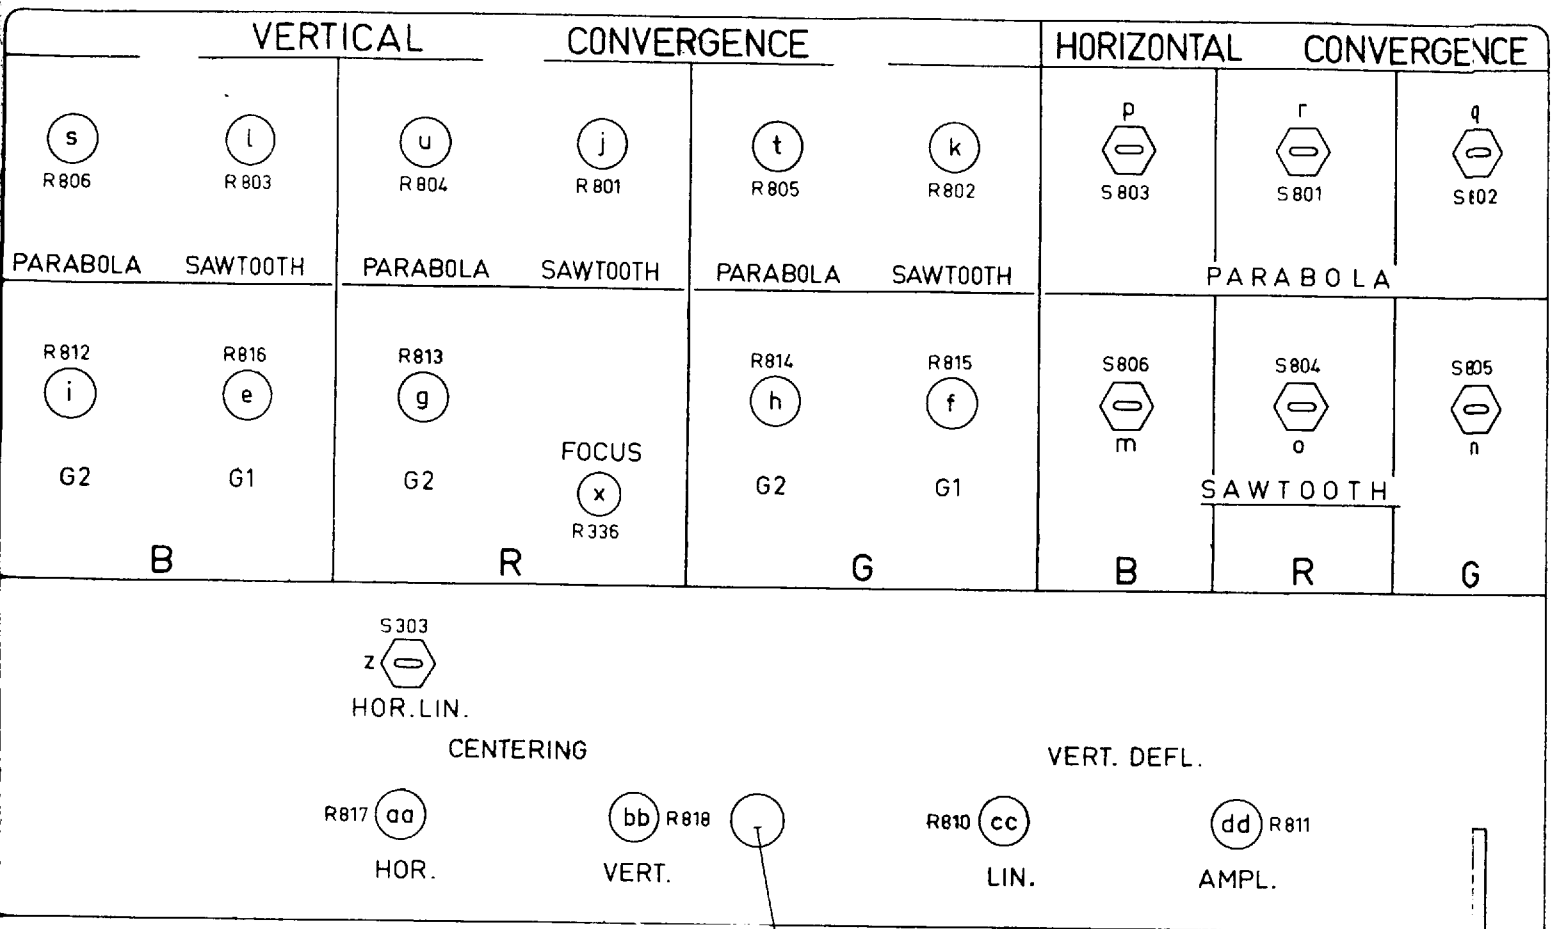 VERTICAL CONVERGENCE HORIZONTAL CONVERGENCE
p r q
s l u j t k
R806 R803 R804 R801 R805 R802 S803 S801 S802
PARABOLA SAWTOOTH PARABOLA SAWTOOTH PARABOLA SAWTOOTH PARABOLA
R812 R816 R813 R814 R815 S806 S804 S805
i e g h f
m o n
FOCUS
G2 G1 G2 x G2 G1 SAWTOOTH
R336
B R G B R G
S303
z
HOR.LIN.
CENTERING VERT. DEFL.
R817 aa bb R818 R810 cc dd R811
HOR. VERT. LIN. AMPL.